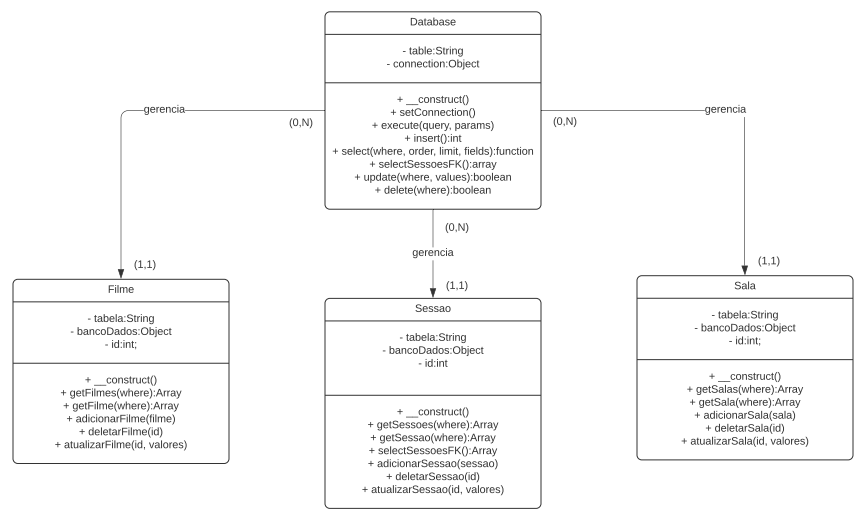 Database
- table:String
- connection:Object
+ __construct()
+ setConnection()
+ execute(query, params)
+ insert():int
+ select(where, order, limit, fields):function
+ selectSessoesFK():array
+ update(where, values):boolean
+ delete(where):boolean
gerencia
(0,N)
(1,1)
gerencia
(0,N)
(1,1)
(0,N)
gerencia
(1,1)
Filme
- tabela:String
- bancoDados:Object
- id:int;
+ __construct()
+ getFilmes(where):Array
+ getFilme(where):Array
+ adicionarFilme(filme)
+ deletarFilme(id)
+ atualizarFilme(id, valores)
Sessao
- tabela:String
- bancoDados:Object
- id:int
+ __construct()
+ getSessoes(where):Array
+ getSessao(where):Array
+ selectSessoesFK():Array
+ adicionarSessao(sessao)
+ deletarSessao(id)
+ atualizarSessao(id, valores)
Sala
- tabela:String
- bancoDados:Object
- id:int;
+ __construct()
+ getSalas(where):Array
+ getSala(where):Array
+ adicionarSala(sala)
+ deletarSala(id)
+ atualizarSala(id, valores)